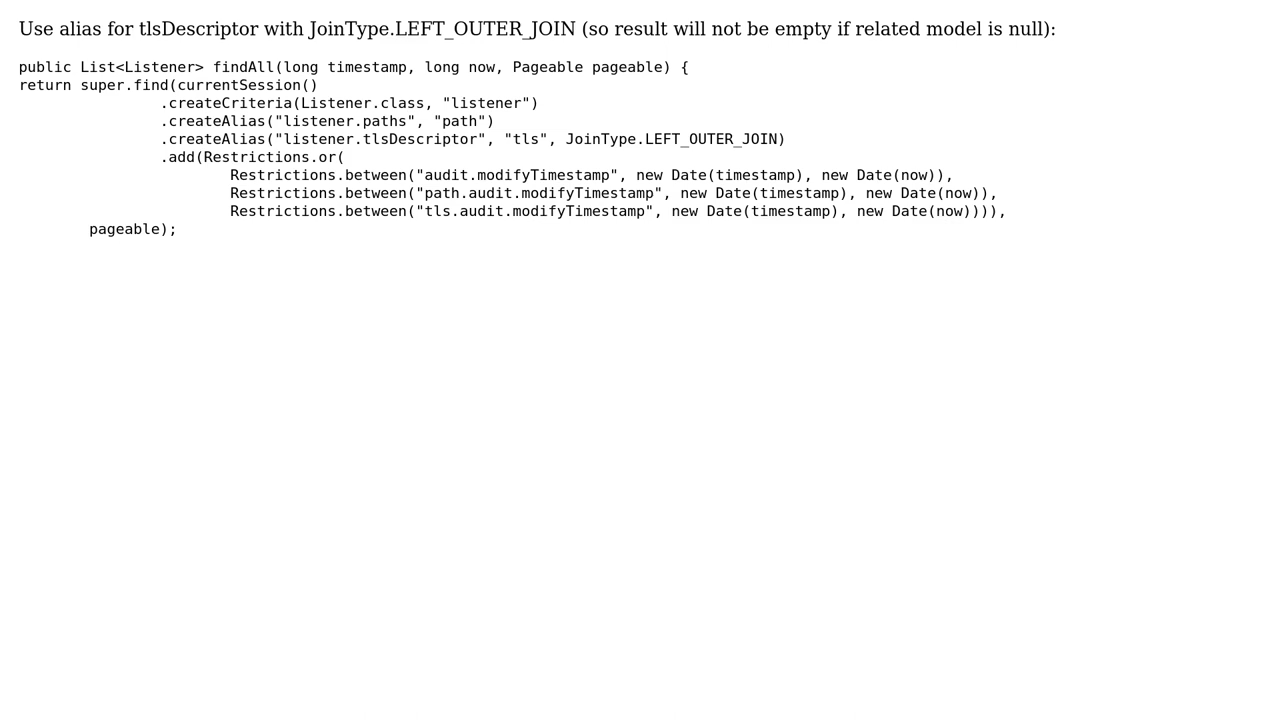 Use alias for tlsDescriptor with JoinType.LEFT_OUTER_JOIN (so result will not be empty if related model is null):
public List<Listener> findAll(long timestamp, long now, Pageable pageable) {
return super.find(currentSession()
                .createCriteria(Listener.class, "listener")
                .createAlias("listener.paths", "path")
                .createAlias("listener.tlsDescriptor", "tls", JoinType.LEFT_OUTER_JOIN)
                .add(Restrictions.or(
                        Restrictions.between("audit.modifyTimestamp", new Date(timestamp), new Date(now)),
                        Restrictions.between("path.audit.modifyTimestamp", new Date(timestamp), new Date(now)),
                        Restrictions.between("tls.audit.modifyTimestamp", new Date(timestamp), new Date(now)))),
        pageable);